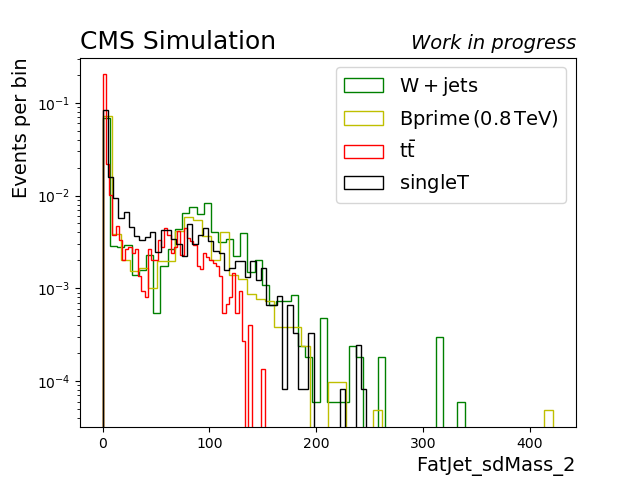 CMS Simulation
Work in progress
Events per bin
W + jets
Bprime (0.8 TeV)
tt̄
singleT
10⁻¹
10⁻²
10⁻³
10⁻⁴
0 100 200 300 400
FatJet_sdMass_2